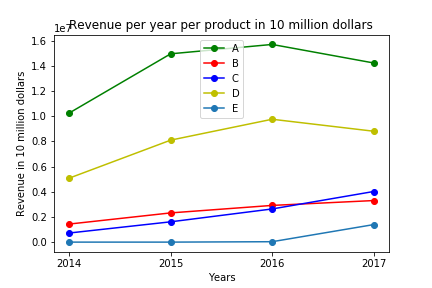 Revenue per year per product in 10 million dollars
1e7
A
B
C
D
E
1.6
1.4
1.2
1.0
0.8
0.6
0.4
0.2
0.0
Revenue in 10 million dollars
2014 2015 2016 2017
Years